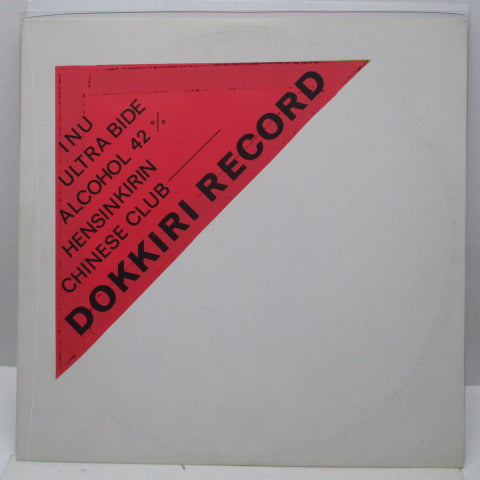 INU
ULTRA BIDE
ALCOHOL 42%
HENSINKIRIN
CHINESE CLUB
DOKKIRI RECORD